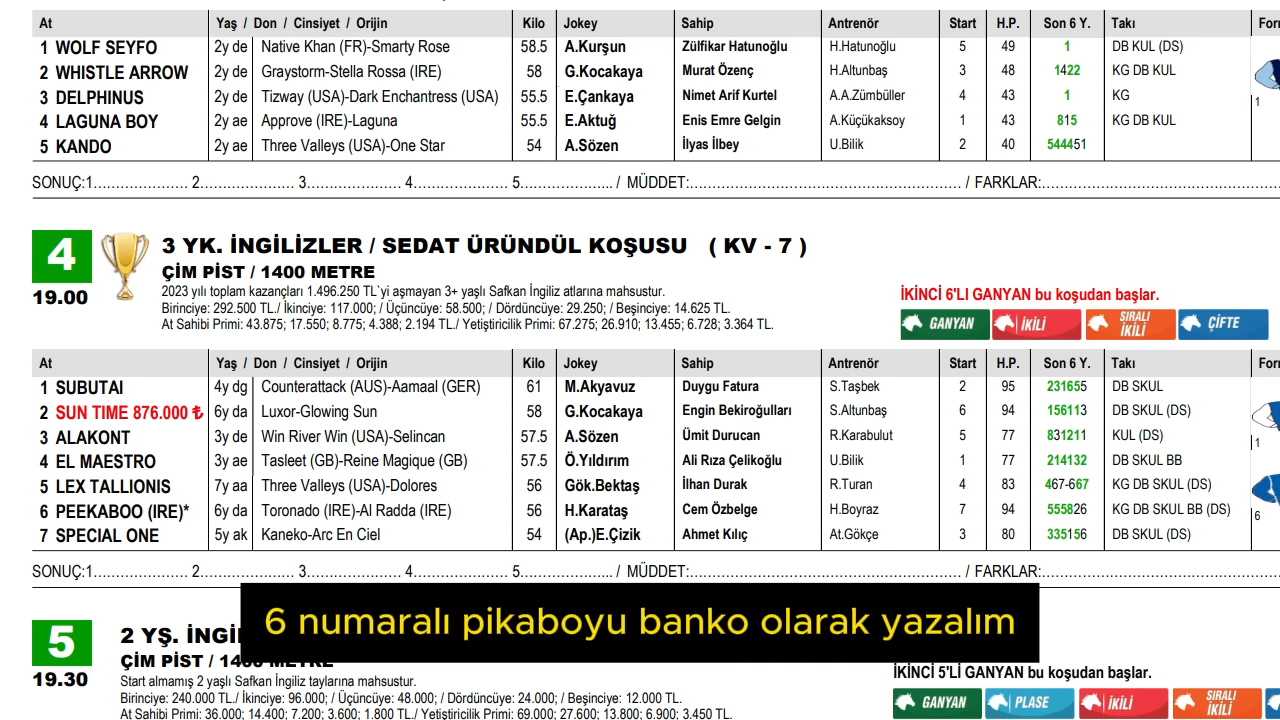 At Yaş / Don / Cinsiyet / Orijin Kilo Jokey Sahip Antrenör Start H.P. Son 6 Y. Takı
1 WOLF SEYFO 2y de Native Khan (FR)-Smarty Rose 58.5 A.Kurşun Zülfikar Hatunoğlu H.Hatunoğlu 5 49 1 DB KUL (DS)
2 WHISTLE ARROW 2y de Graystorm-Stella Rossa (IRE) 58 G.Kocakaya Murat Özenç H.Altunbaş 3 48 1422 KG DB KUL
3 DELPHINUS 2y de Tizway (USA)-Dark Enchantress (USA) 55.5 E.Çankaya Nimet Arif Kurtel A.A.Zümbüller 4 43 1 KG
1
4 LAGUNA BOY 2y ae Approve (IRE)-Laguna 55.5 E.Aktuğ Enis Emre Gelgin A.Küçükaksoy 1 43 815 KG DB KUL
5 KANDO 2y ae Three Valleys (USA)-One Star 54 A.Sözen İlyas İlbey U.Bilik 2 40 544451
SONUÇ:1..................... 2........................ 3........................ 4........................ 5..................... / MÜDDET:............................................................ / FARKLAR:.....................................................
4
19.00
3 YK. İNGİLİZLER / SEDAT ÜRÜNDÜL KOŞUSU ( KV - 7 )
ÇİM PİST / 1400 METRE
2023 yılı toplam kazançları 1.496.250 TL`yi aşmayan 3+ yaşlı Safkan İngiliz atlarına mahsustur.
Birinciye: 292.500 TL./ İkinciye: 117.000; / Üçüncüye: 58.500; / Dördüncüye: 29.250; / Beşinciye: 14.625 TL.
At Sahibi Primi: 43.875; 17.550; 8.775; 4.388; 2.194 TL./ Yetiştiricilik Primi: 67.275; 26.910; 13.455; 6.728; 3.364 TL.
İKİNCİ 6'LI GANYAN bu koşudan başlar.
GANYAN İKİLİ SIRALI İKİLİ ÇİFTE
At Yaş / Don / Cinsiyet / Orijin Kilo Jokey Sahip Antrenör Start H.P. Son 6 Y. Takı
1 SUBUTAI 4y dg Counterattack (AUS)-Aamaal (GER) 61 M.Akyavuz Duygu Fatura S.Taşbek 2 95 231655 DB SKUL
2 SUN TIME 876.000 ₺ 6y da Luxor-Glowing Sun 58 G.Kocakaya Engin Bekiroğulları S.Altunbaş 6 94 156113 DB SKUL (DS)
3 ALAKONT 3y de Win River Win (USA)-Selincan 57.5 A.Sözen Ümit Durucan R.Karabulut 5 77 831211 KUL (DS)
1
4 EL MAESTRO 3y ae Tasleet (GB)-Reine Magique (GB) 57.5 Ö.Yıldırım Ali Rıza Çelikoğlu U.Bilik 1 77 214132 DB SKUL BB
5 LEX TALLIONIS 7y aa Three Valleys (USA)-Dolores 56 Gök.Bektaş İlhan Durak R.Turan 4 83 467-667 KG DB SKUL (DS)
6 PEEKABOO (IRE)* 6y da Toronado (IRE)-Al Radda (IRE) 56 H.Karataş Cem Özbelge H.Boyraz 7 94 555826 KG DB SKUL BB (DS)
6
7 SPECIAL ONE 5y ak Kaneko-Arc En Ciel 54 (Ap.)E.Çizik Ahmet Kılıç At.Gökçe 3 80 335156 DB SKUL (DS)
SONUÇ:1..................... 2........................ 3........................ 4........................ 5..................... / MÜDDET:............................................................ / FARKLAR:.....................................................
6 numaralı pikaboyu banko olarak yazalım
5
19.30
2 YŞ.
ÇİM PİST
Start almamış 2 yaşlı Safkan İngiliz taylarına mahsustur.
Birinciye: 240.000 TL./ İkinciye: 96.000; / Üçüncüye: 48.000; / Dördüncüye: 24.000; / Beşinciye: 12.000 TL.
At Sahibi Primi: 36.000; 14.400; 7.200; 3.600; 1.800 TL./ Yetiştiricilik Primi: 69.000; 27.600; 13.800; 6.900; 3.450 TL.
İKİNCİ 5'Lİ GANYAN bu koşudan başlar.
GANYAN PLASE İKİLİ SIRALI İKİLİ